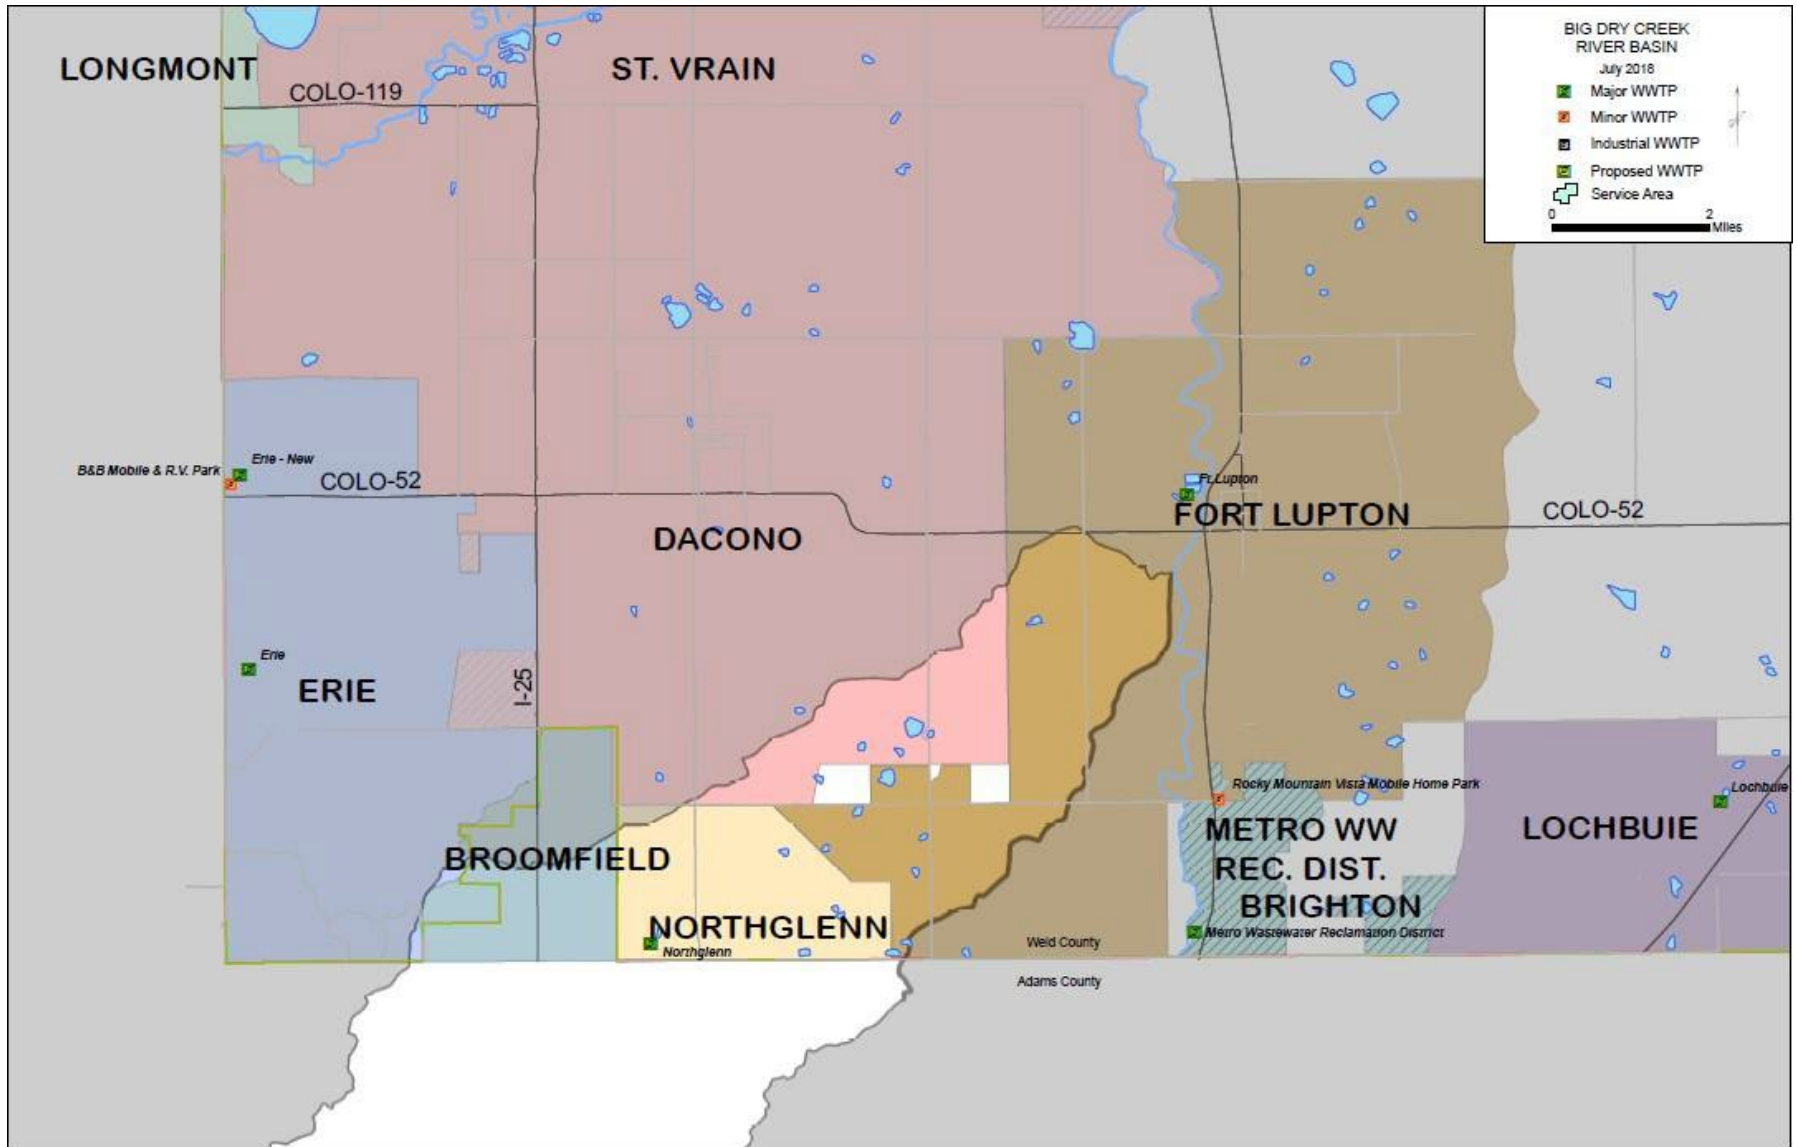 BIG DRY CREEK
RIVER BASIN
July 2018
Major WWTP
Minor WWTP
Industrial WWTP
Proposed WWTP
Service Area
0 2
Miles
ST.
LONGMONT
ST. VRAIN
COLO-119
B&B Mobile & R.V. Park
Erie - New
COLO-52
Ft.Lupton
FORT LUPTON
COLO-52
DACONO
Erie
ERIE
I-25
Rocky Mountain Vista Mobile Home Park
Lochbuie
METRO WW
REC. DIST.
BRIGHTON
LOCHBUIE
BROOMFIELD
NORTHGLENN
Northglenn
Metro Wastewater Reclamation District
Weld County
Adams County